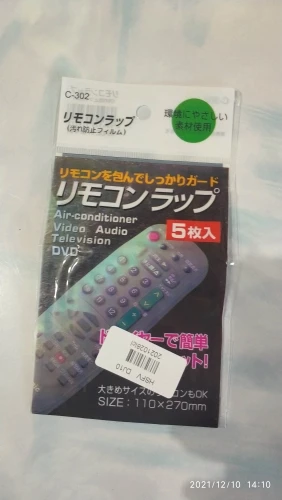 C-302
リモコンラップ
(汚れ防止フィルム)
環境にやさしい
素材使用
リモコンを包んでしっかりガード
リモコンラップ
5枚入
Air-conditioner
Video Audio
Television
DVD
で簡単
ト!
HSPV DJ10
大きめサイズの
コンもOK
SIZE: 110×270mm
2021/12/10 14:10